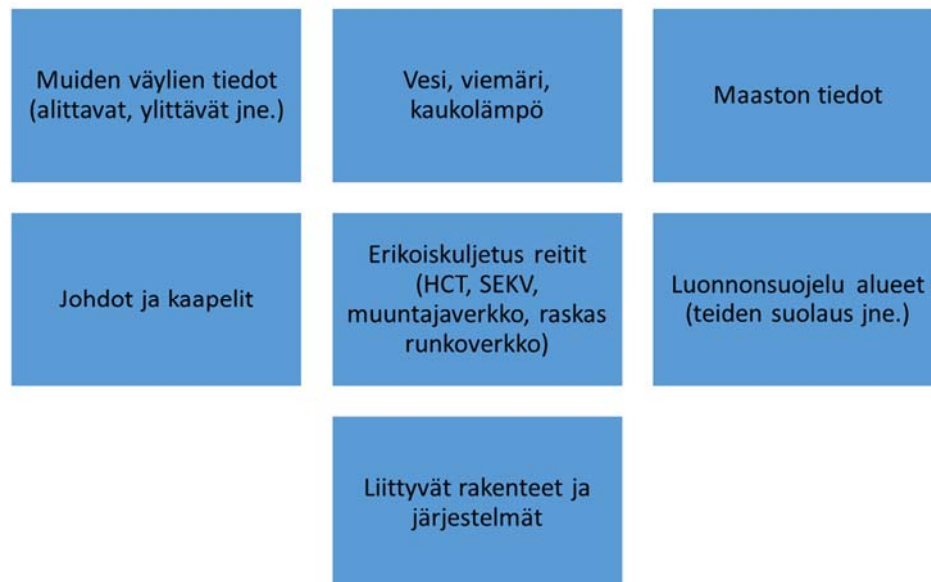 Muiden väylien tiedot
(alittavat, ylittävät jne.)
Vesi, viemäri,
kaukolämpö
Maaston tiedot
Johdot ja kaapelit
Erikoiskuljetus reitit
(HCT, SEKV,
muuntajaverkko, raskas
runkoverkko)
Luonnonsuojelu alueet
(teiden suolaus jne.)
Liittyvät rakenteet ja
järjestelmät